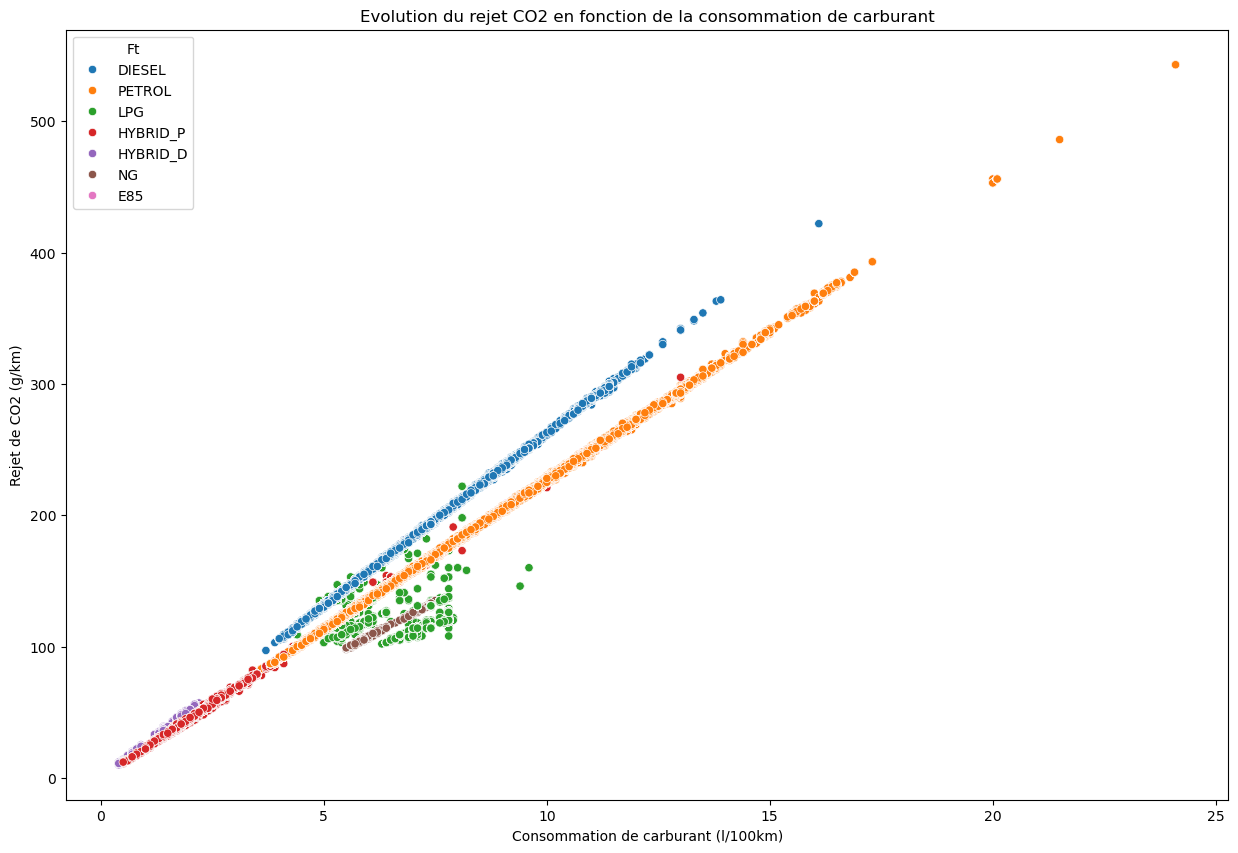 Evolution du rejet CO2 en fonction de la consommation de carburant
Ft
DIESEL
PETROL
LPG
HYBRID_P
HYBRID_D
NG
E85
500
400
300
200
100
0
Rejet de CO2 (g/km)
0 5 10 15 20 25
Consommation de carburant (l/100km)